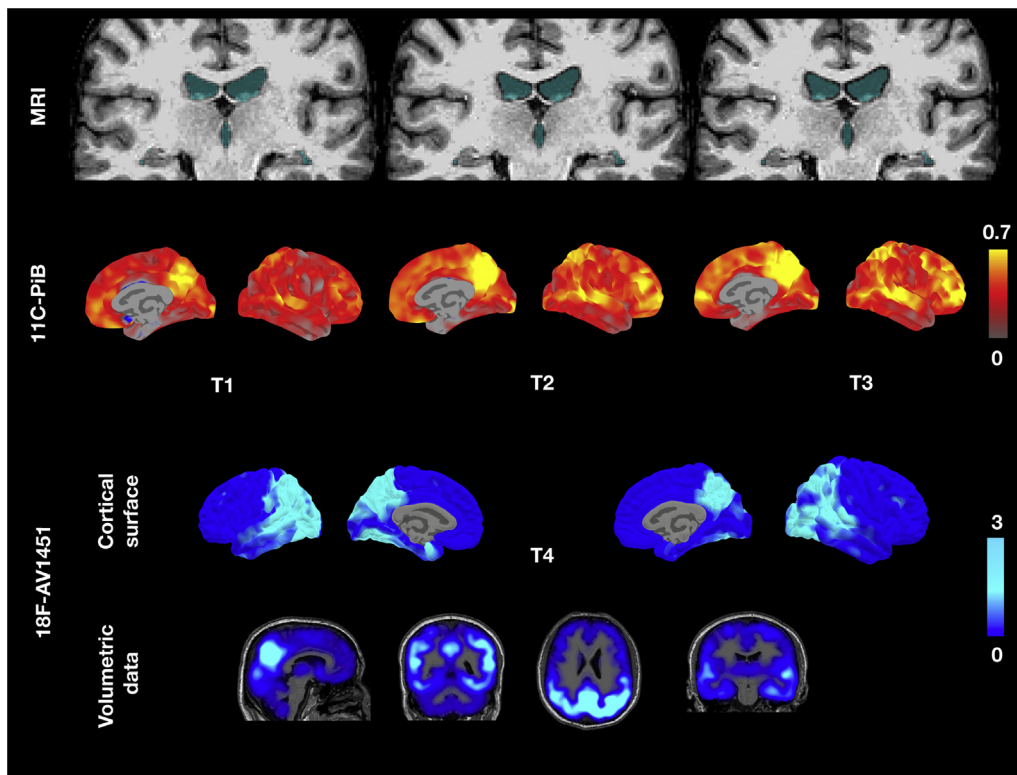 MRI
11C-PiB
0.7
0
T1
T2
T3
18F-AV1451
Cortical
surface
T4
3
0
Volumetric
data